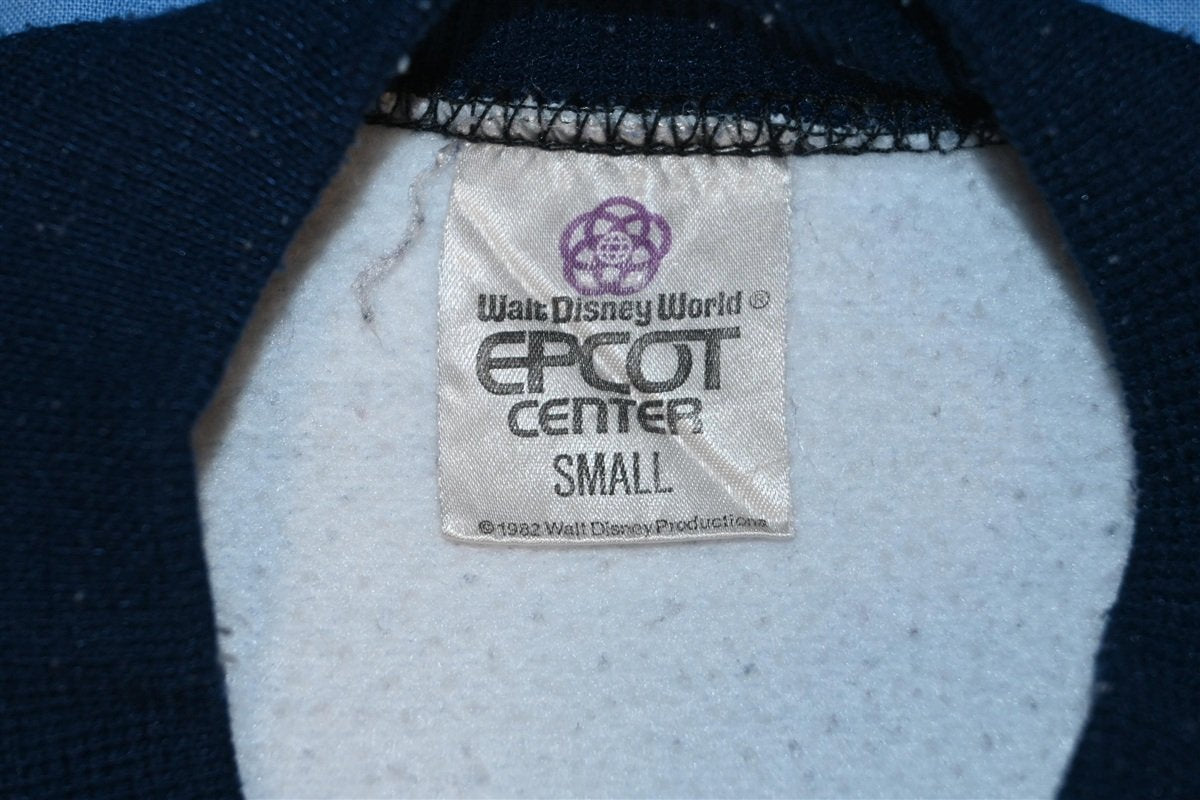 Walt Disney World ®
EPCOT
CENTER
SMALL
© 1982 Walt Disney Productions